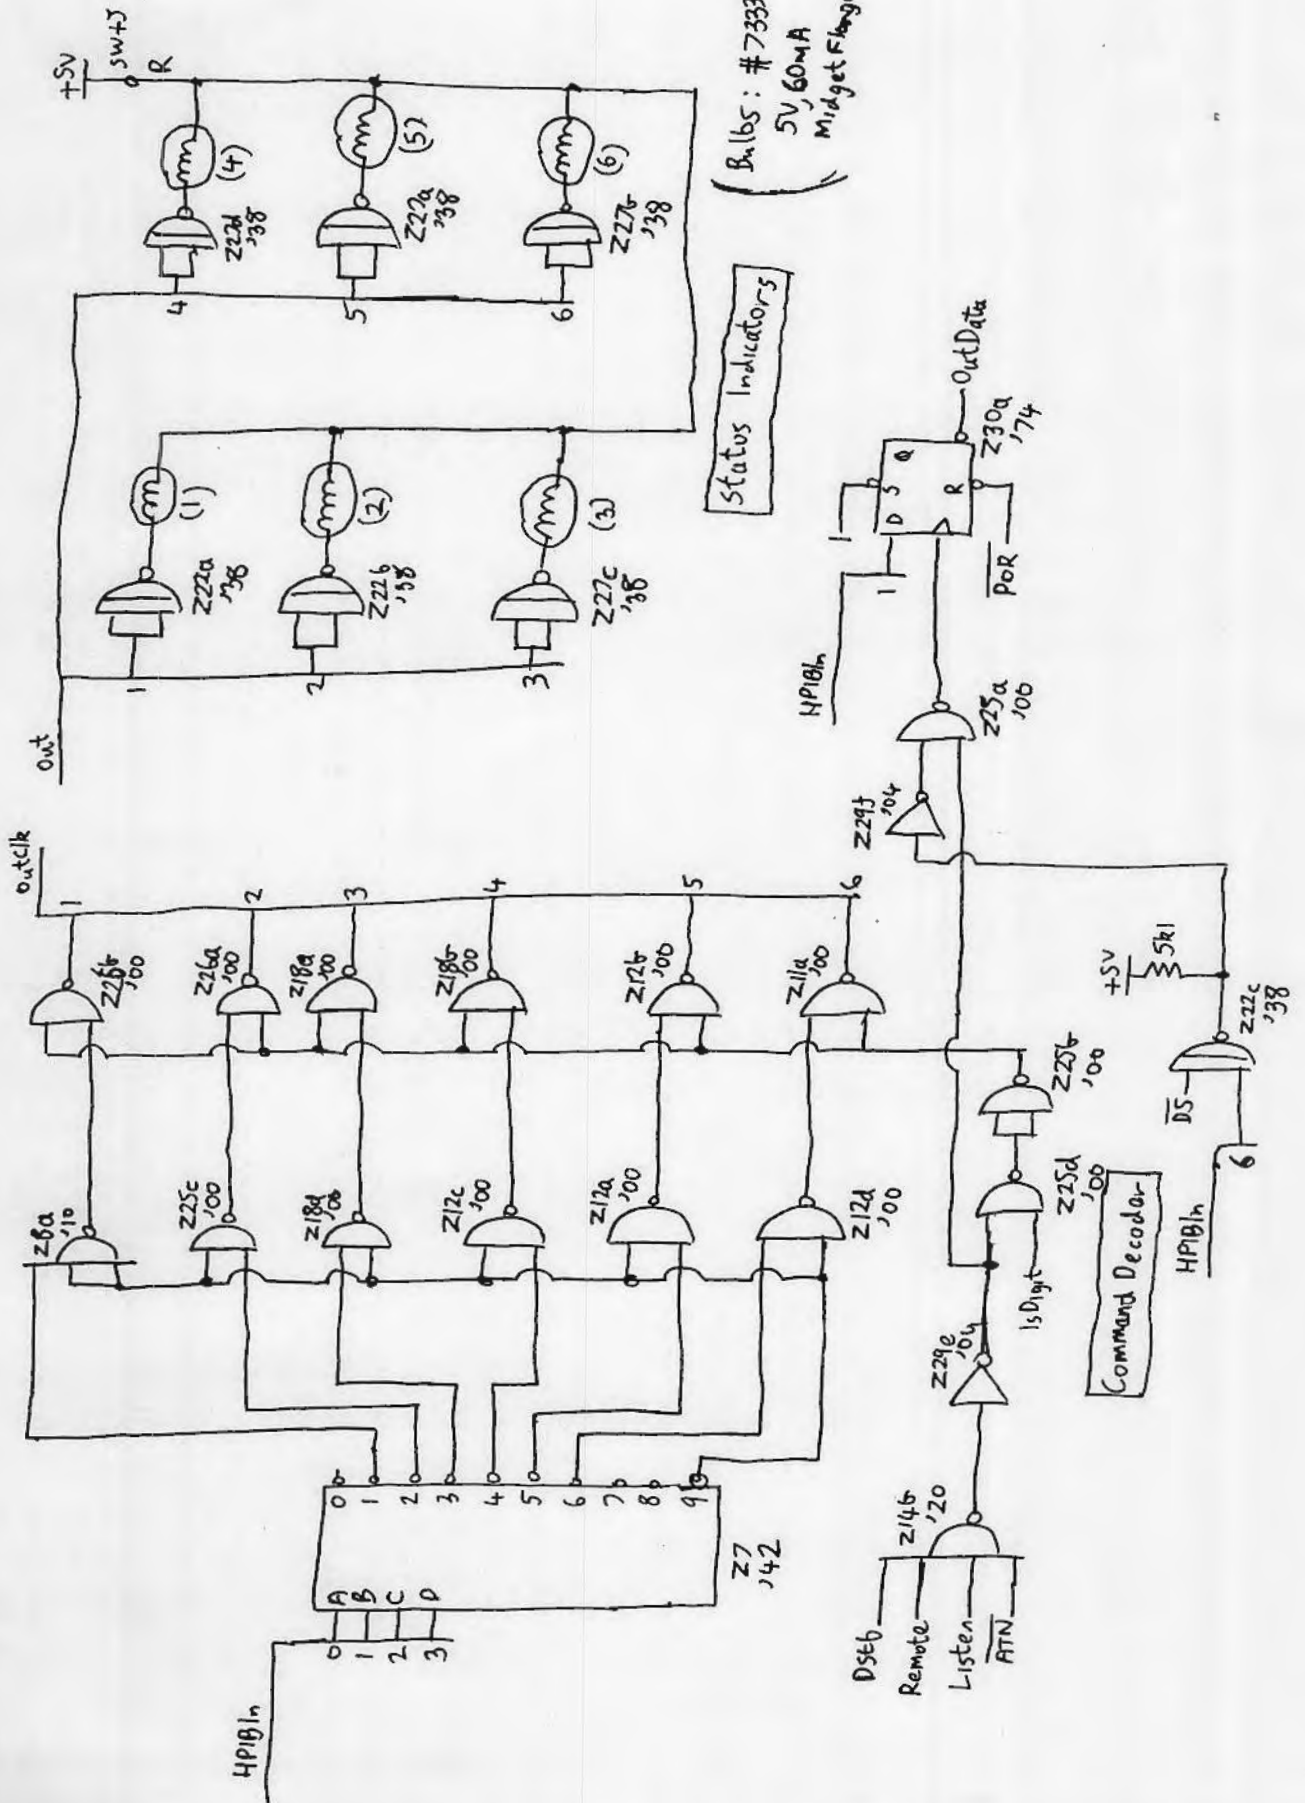 +5V
SW+5
R
(4)
Z22d
'38
(5)
Z27a
'38
(6)
Z27b
'38
4
5
6
(Bulbs: #7333
5V, 60mA
Midget
Out
(1)
Z22a
'38
(2)
Z22b
'38
(3)
Z27c
'38
1
2
3
Status Indicators
OutClk
1
2
3
4
5
6
Z26b
'00
Z26a
'00
Z18a
'00
Z18b
'00
Z12b
'00
Z11a
'00
Z8a
'10
Z25c
'00
Z18d
'00
Z12c
'00
Z12a
'00
Z12d
'00
HPIBIn
0
1
2
3
A
B
C
D
0
1
2
3
4
5
6
7
8
9
Z7
'42
Dstb
Remote
Listen
ATN
Z14b
'20
Z29e
'04
IsDigit
Z25d
'00
Z25b
'00
Command Decoder
HPIBIn
6
DS
Z22c
'38
+5V
5k1
Z29f
'04
Z25a
'00
HPIBIn
1
1
D
S
Q
R
POR
OutData
Z30a
'74